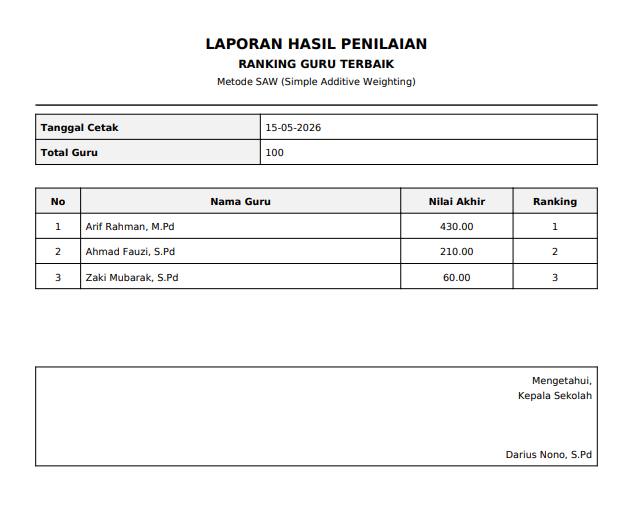 LAPORAN HASIL PENILAIAN
RANKING GURU TERBAIK
Metode SAW (Simple Additive Weighting)
Tanggal Cetak 15-05-2026
Total Guru 100
No Nama Guru Nilai Akhir Ranking
1 Arif Rahman, M.Pd 430.00 1
2 Ahmad Fauzi, S.Pd 210.00 2
3 Zaki Mubarak, S.Pd 60.00 3
Mengetahui,
Kepala Sekolah
Darius Nono, S.Pd